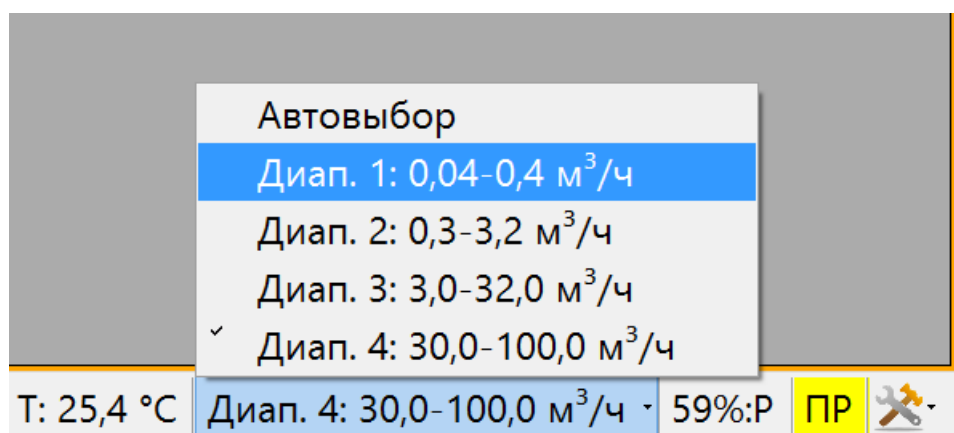 Автовыбор
Диап. 1: 0,04-0,4 м³/ч
Диап. 2: 0,3-3,2 м³/ч
Диап. 3: 3,0-32,0 м³/ч
Диап. 4: 30,0-100,0 м³/ч
T: 25,4 °C Диап. 4: 30,0-100,0 м³/ч 59%:P ПР